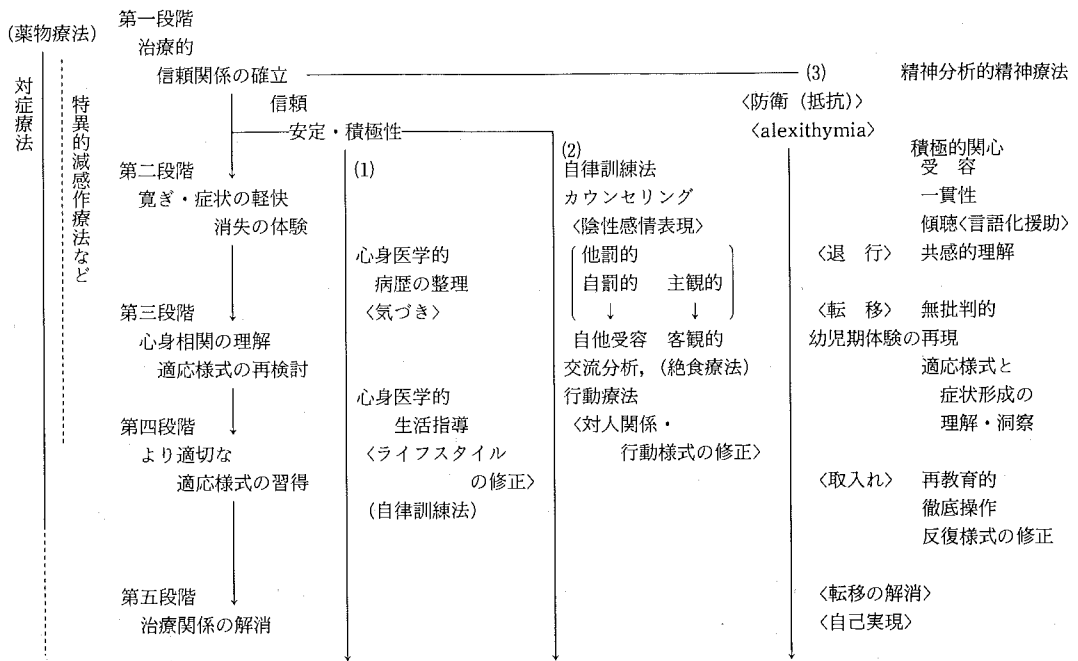 (薬物療法)
対症療法
特異的減感作療法など
第一段階
治療的
信頼関係の確立
信頼
安定・積極性
第二段階
寛ぎ・症状の軽快
消失の体験
第三段階
心身相関の理解
適応様式の再検討
第四段階
より適切な
適応様式の習得
第五段階
治療関係の解消
(1)
心身医学的
病歴の整理
〈気づき〉
心身医学的
生活指導
〈ライフスタイル
の修正〉
(自律訓練法)
(2)
自律訓練法
カウンセリング
〈陰性感情表現〉
他罰的
自罰的 主観的
↓ ↓
自他受容 客観的
交流分析,(絶食療法)
行動療法
〈対人関係・
行動様式の修正〉
(3)
〈防衛(抵抗)〉
〈alexithymia〉
精神分析的精神療法
積極的関心
受 容
一貫性
傾聴〈言語化援助〉
〈退 行〉 共感的理解
〈転 移〉 無批判的
幼児期体験の再現
適応様式と
症状形成の
理解・洞察
〈取入れ〉 再教育的
徹底操作
反復様式の修正
〈転移の解消〉
〈自己実現〉